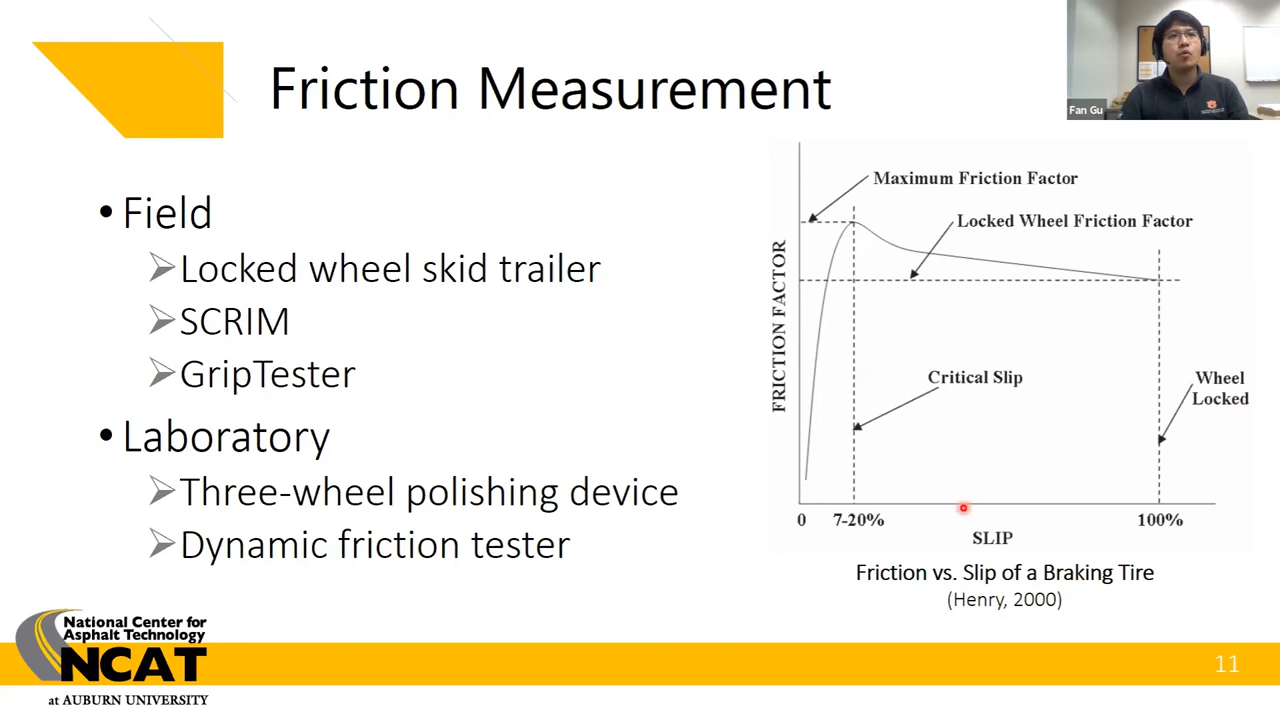 Friction Measurement
Fan Gu
• Field
Locked wheel skid trailer
SCRIM
GripTester
• Laboratory
Three-wheel polishing device
Dynamic friction tester
Maximum Friction Factor
Locked Wheel Friction Factor
FRICTION FACTOR
Critical Slip
Wheel
Locked
0
7-20%
100%
SLIP
Friction vs. Slip of a Braking Tire
(Henry, 2000)
National Center for
Asphalt Technology
NCAT
at AUBURN UNIVERSITY
11